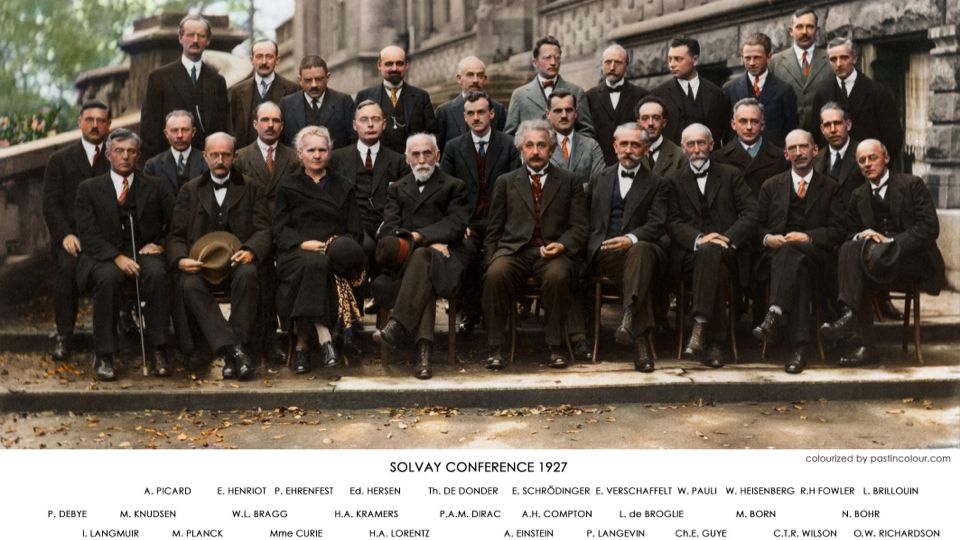 colourized by pastincolour.com
SOLVAY CONFERENCE 1927
A. PICARD E. HENRIOT P. EHRENFEST Ed. HERSEN Th. DE DONDER E. SCHRÖDINGER E. VERSCHAFFELT W. PAULI W. HEISENBERG R.H FOWLER L. BRILLOUIN
P. DEBYE M. KNUDSEN W.L. BRAGG H.A. KRAMERS P.A.M. DIRAC A.H. COMPTON L. de BROGLIE M. BORN N. BOHR
I. LANGMUIR M. PLANCK Mme CURIE H.A. LORENTZ A. EINSTEIN P. LANGEVIN Ch.E. GUYE C.T.R. WILSON O.W. RICHARDSON